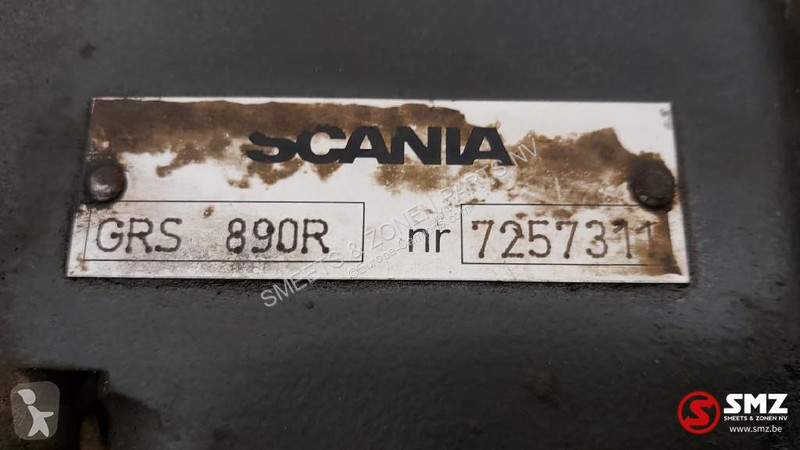 SCANIA
GRS 890R nr 7257311
SMEETS & ZONEN PARTS NV
SMZ
SMEETS & ZONEN NV
www.smz.be